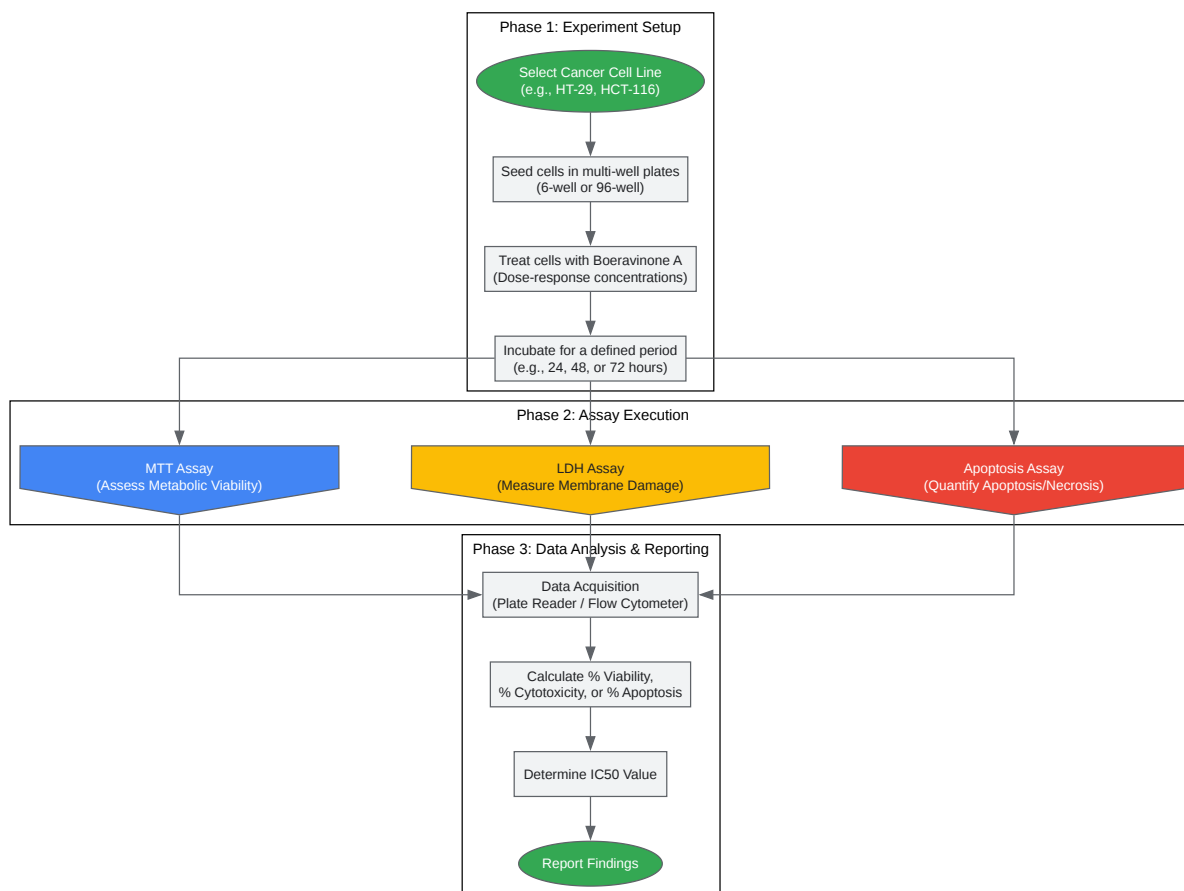 Phase 1: Experiment Setup
Select Cancer Cell Line
(e.g., HT-29, HCT-116)
Seed cells in multi-well plates
(6-well or 96-well)
Treat cells with Boeravinone A
(Dose-response concentrations)
Incubate for a defined period
(e.g., 24, 48, or 72 hours)
Phase 2: Assay Execution
MTT Assay
(Assess Metabolic Viability)
LDH Assay
(Measure Membrane Damage)
Apoptosis Assay
(Quantify Apoptosis/Necrosis)
Phase 3: Data Analysis & Reporting
Data Acquisition
(Plate Reader / Flow Cytometer)
Calculate % Viability,
% Cytotoxicity, or % Apoptosis
Determine IC50 Value
Report Findings